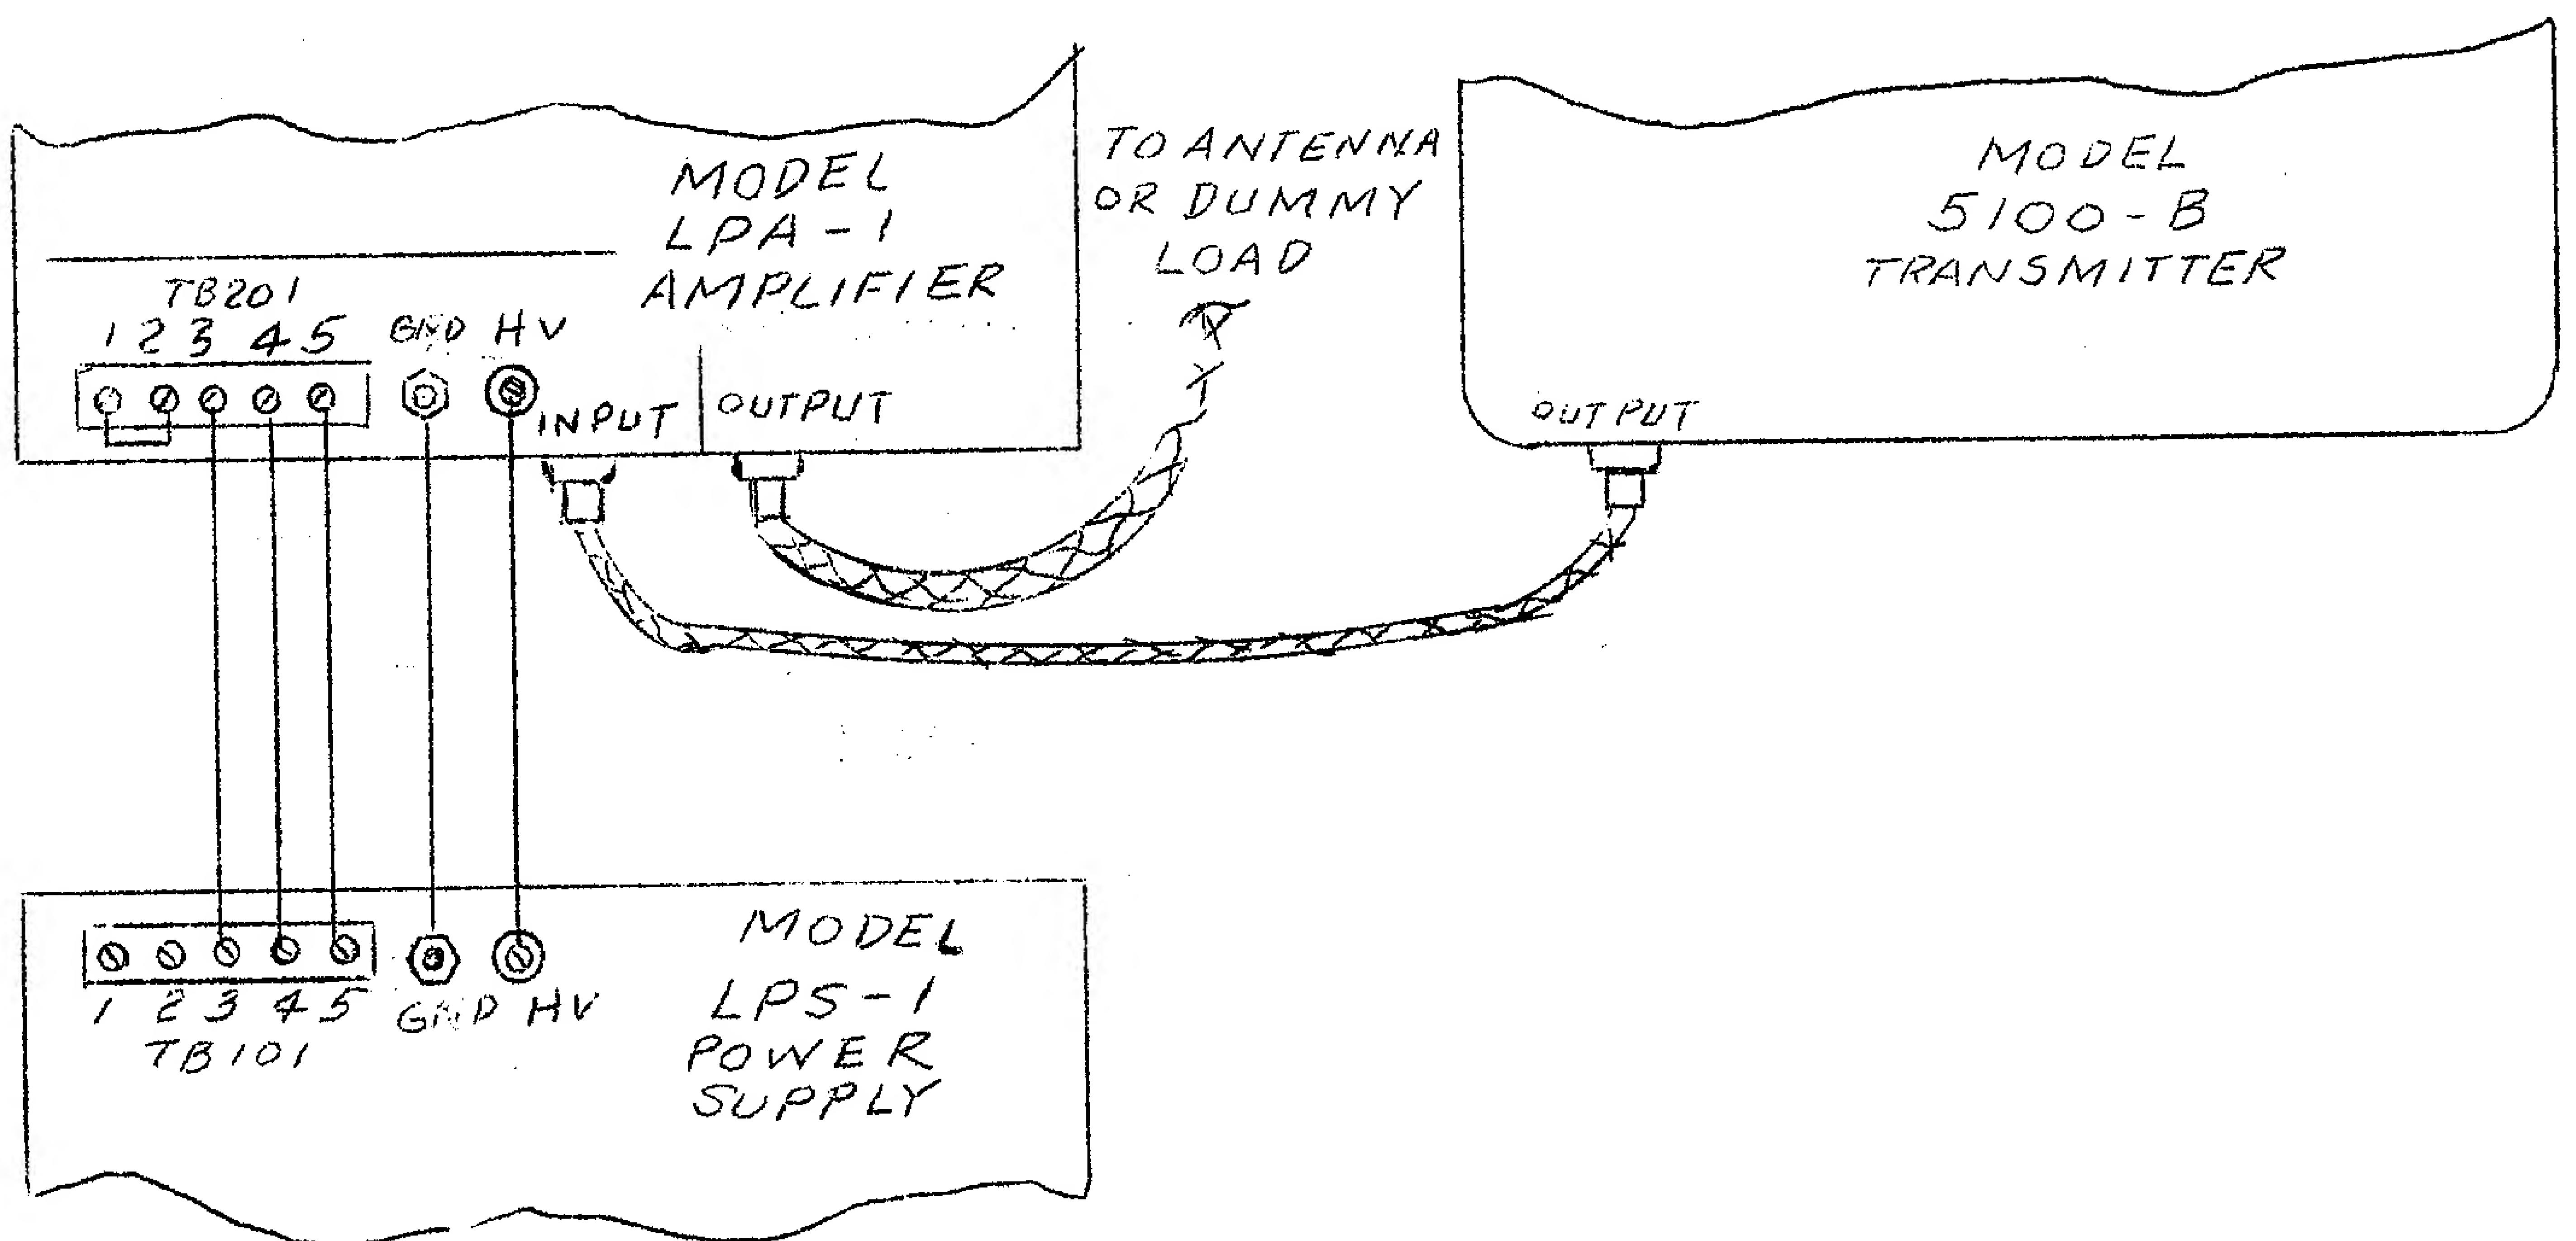 MODEL
LPA-1
AMPLIFIER
TB201
1 2 3 4 5 GND HV
INPUT OUTPUT
TO ANTENNA
OR DUMMY
LOAD
MODEL
5100-B
TRANSMITTER
OUTPUT
1 2 3 4 5 GND HV
TB101
MODEL
LPS-1
POWER
SUPPLY